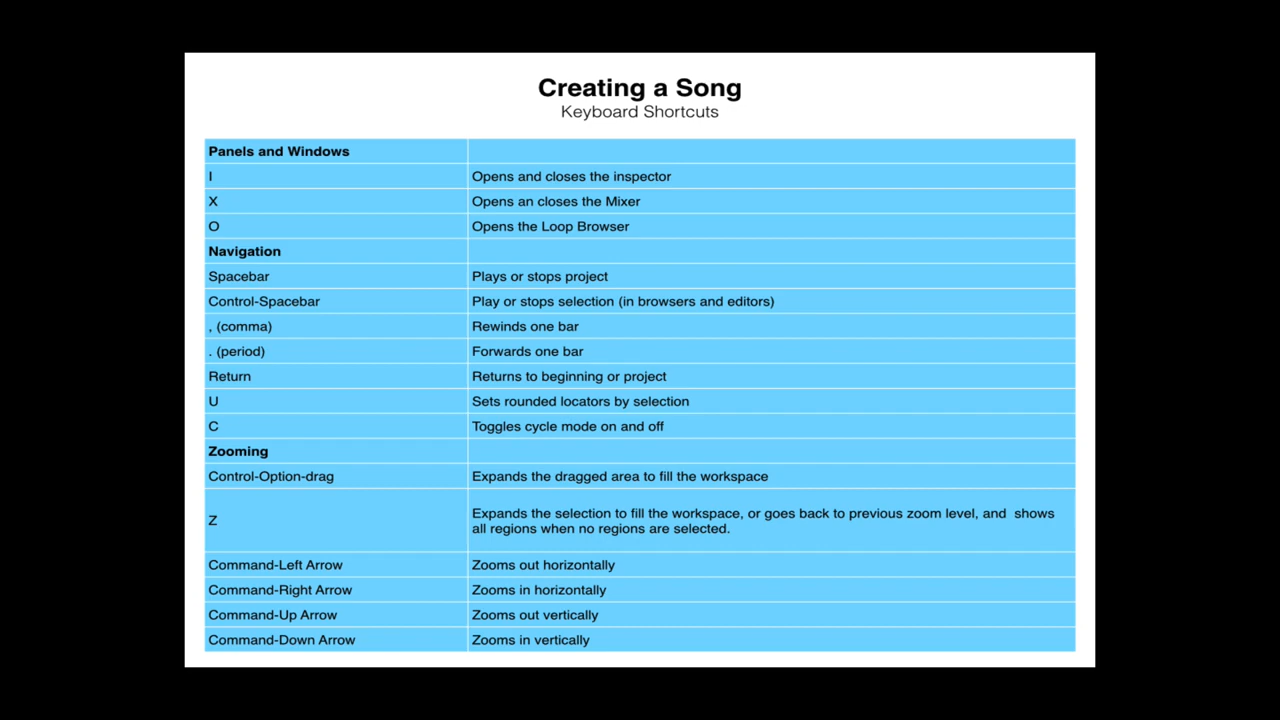 Creating a Song
Keyboard Shortcuts
Panels and Windows
I Opens and closes the inspector
X Opens an closes the Mixer
O Opens the Loop Browser
Navigation
Spacebar Plays or stops project
Control-Spacebar Play or stops selection (in browsers and editors)
, (comma) Rewinds one bar
. (period) Forwards one bar
Return Returns to beginning or project
U Sets rounded locators by selection
C Toggles cycle mode on and off
Zooming
Control-Option-drag Expands the dragged area to fill the workspace
Z Expands the selection to fill the workspace, or goes back to previous zoom level, and shows
all regions when no regions are selected.
Command-Left Arrow Zooms out horizontally
Command-Right Arrow Zooms in horizontally
Command-Up Arrow Zooms out vertically
Command-Down Arrow Zooms in vertically